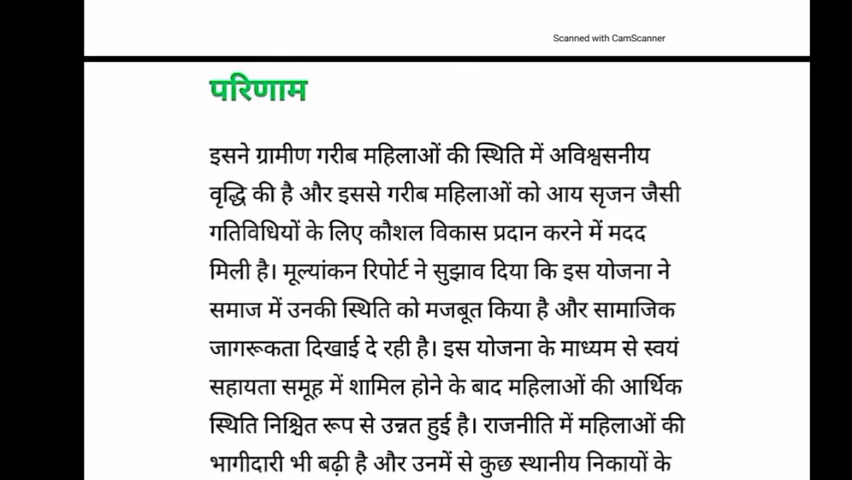 Scanned with CamScanner
परिणाम
इसने ग्रामीण गरीब महिलाओं की स्थिति में अविश्वसनीय
वृद्धि की है और इससे गरीब महिलाओं को आय सृजन जैसी
गतिविधियों के लिए कौशल विकास प्रदान करने में मदद
मिली है। मूल्यांकन रिपोर्ट ने सुझाव दिया कि इस योजना ने
समाज में उनकी स्थिति को मजबूत किया है और सामाजिक
जागरूकता दिखाई दे रही है। इस योजना के माध्यम से स्वयं
सहायता समूह में शामिल होने के बाद महिलाओं की आर्थिक
स्थिति निश्चित रूप से उन्नत हुई है। राजनीति में महिलाओं की
भागीदारी भी बढ़ी है और उनमें से कुछ स्थानीय निकायों के